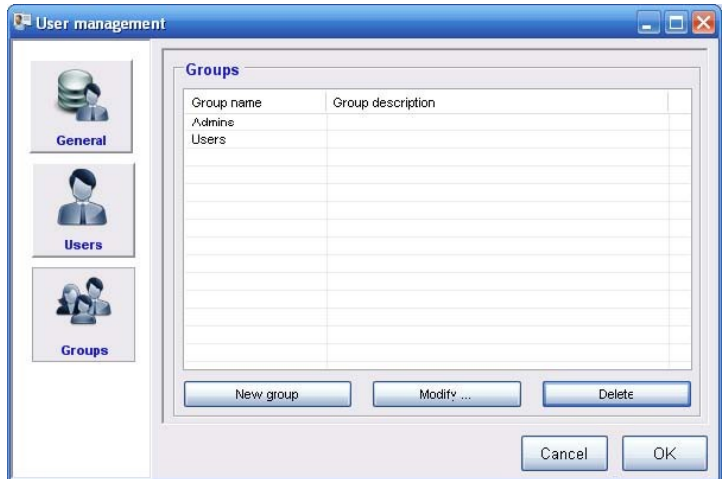 User management
General
Users
Groups
Groups
Group name Group description
Admins
Users
New group Modify ... Delete
Cancel OK